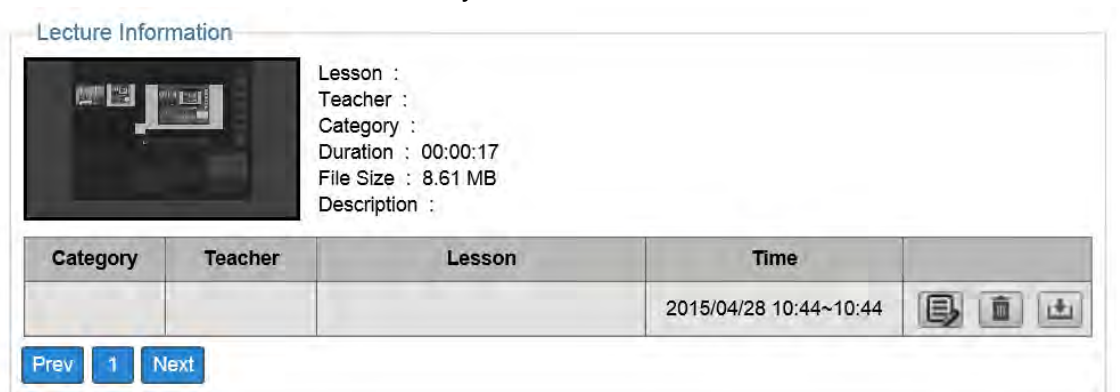 Lecture Information
Lesson :
Teacher :
Category :
Duration : 00:00:17
File Size : 8.61 MB
Description :
Category Teacher Lesson Time
2015/04/28 10:44~10:44
Prev 1 Next